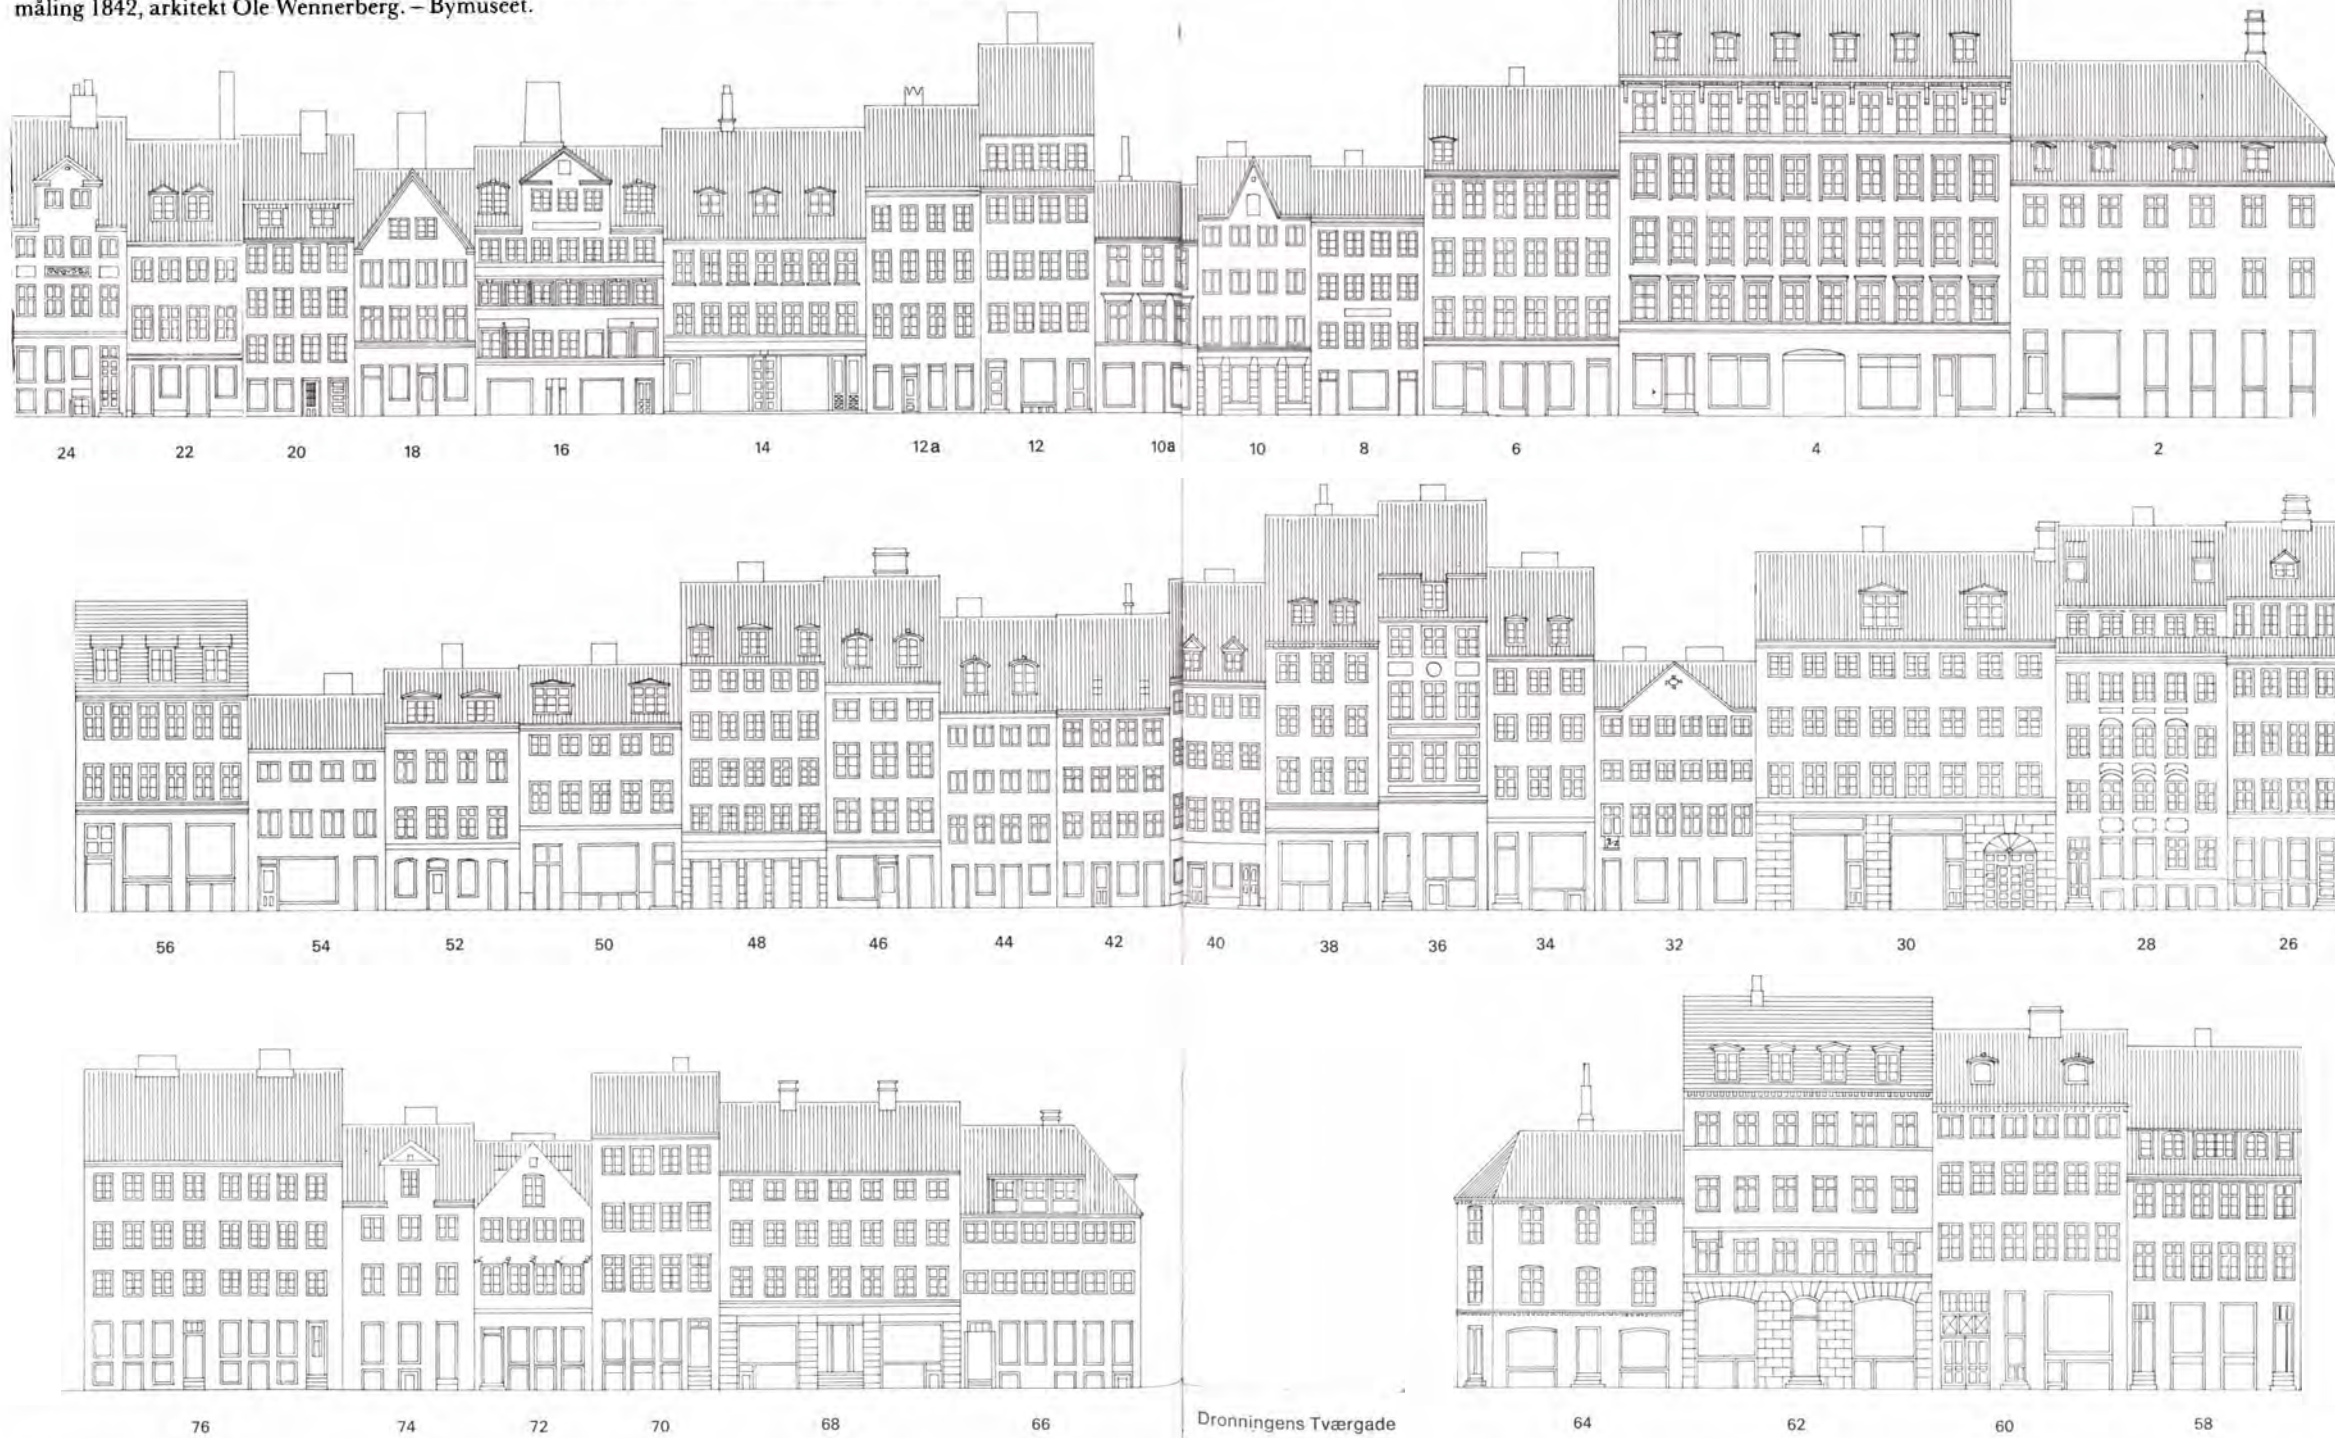 måling 1842, arkitekt Ole Wennerberg. – Bymuseet.
24 22 20 18 16 14 12a 12 10a 10 8 6 4 2
56 54 52 50 48 46 44 42 40 38 36 34 32 30 28 26
76 74 72 70 68 66 Dronningens Tværgade 64 62 60 58